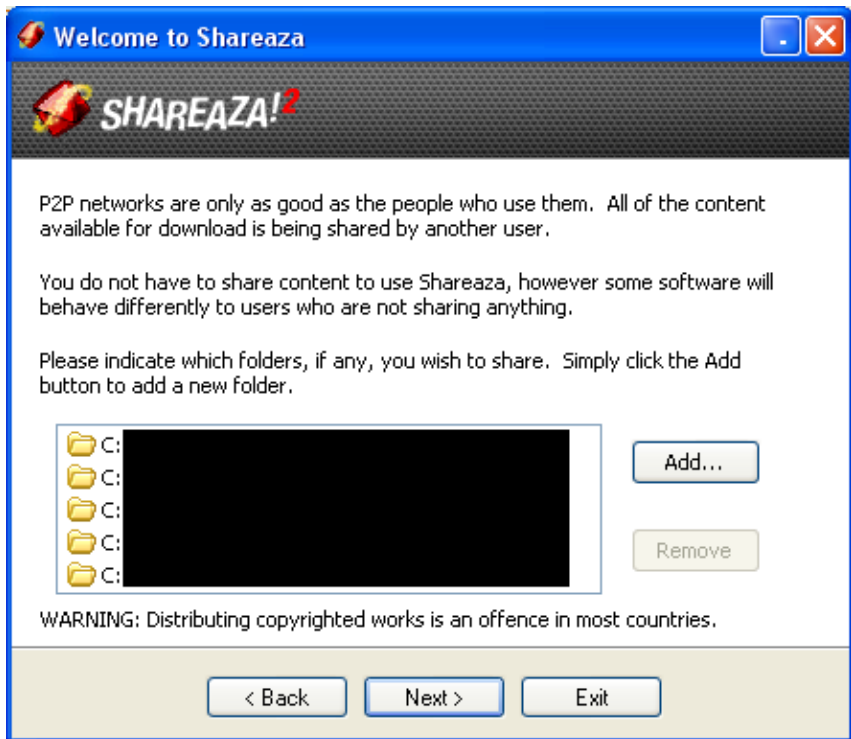 Welcome to Shareaza
SHAREAZA!2
P2P networks are only as good as the people who use them.  All of the content
available for download is being shared by another user.
You do not have to share content to use Shareaza, however some software will
behave differently to users who are not sharing anything.
Please indicate which folders, if any, you wish to share.  Simply click the Add
button to add a new folder.
C:
C:
C:
C:
C:
Add...
Remove
WARNING: Distributing copyrighted works is an offence in most countries.
< Back
Next >
Exit